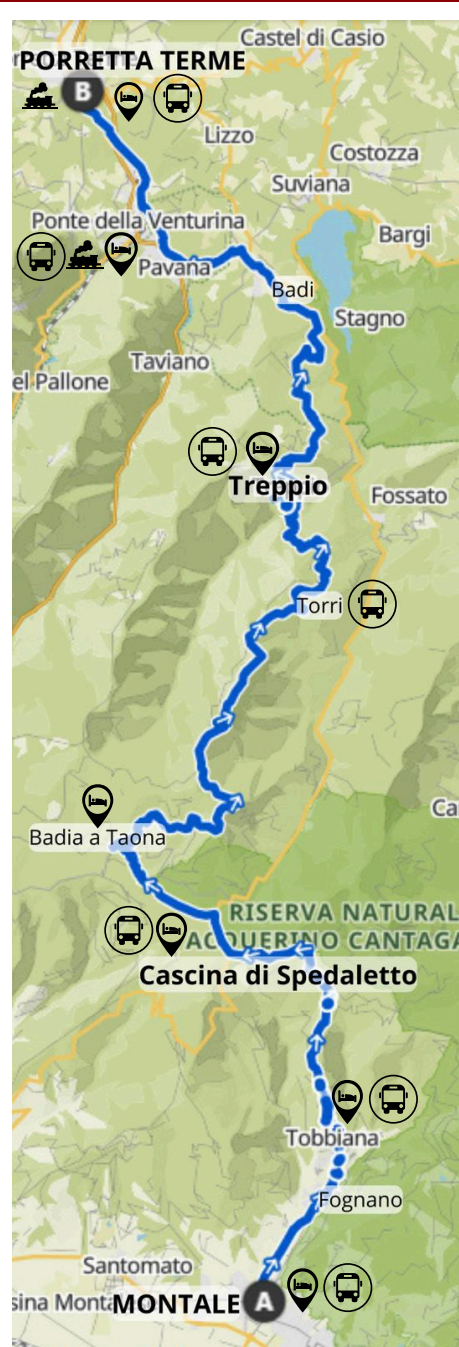 Castel di Casio
PORRETTA TERME
B
Lizzo
Costozza
Suviana
Ponte della Venturina
Bargi
Pavana
Badi
Stagno
Taviano
el Pallone
Treppio
Fossato
Torri
Ca
Badia a Taona
RISERVA NATURAL
ACQUERINO CANTAGA
Cascina di Spedaletto
Tobbiana
Fognano
Santomato
sina Monta
MONTALE
A